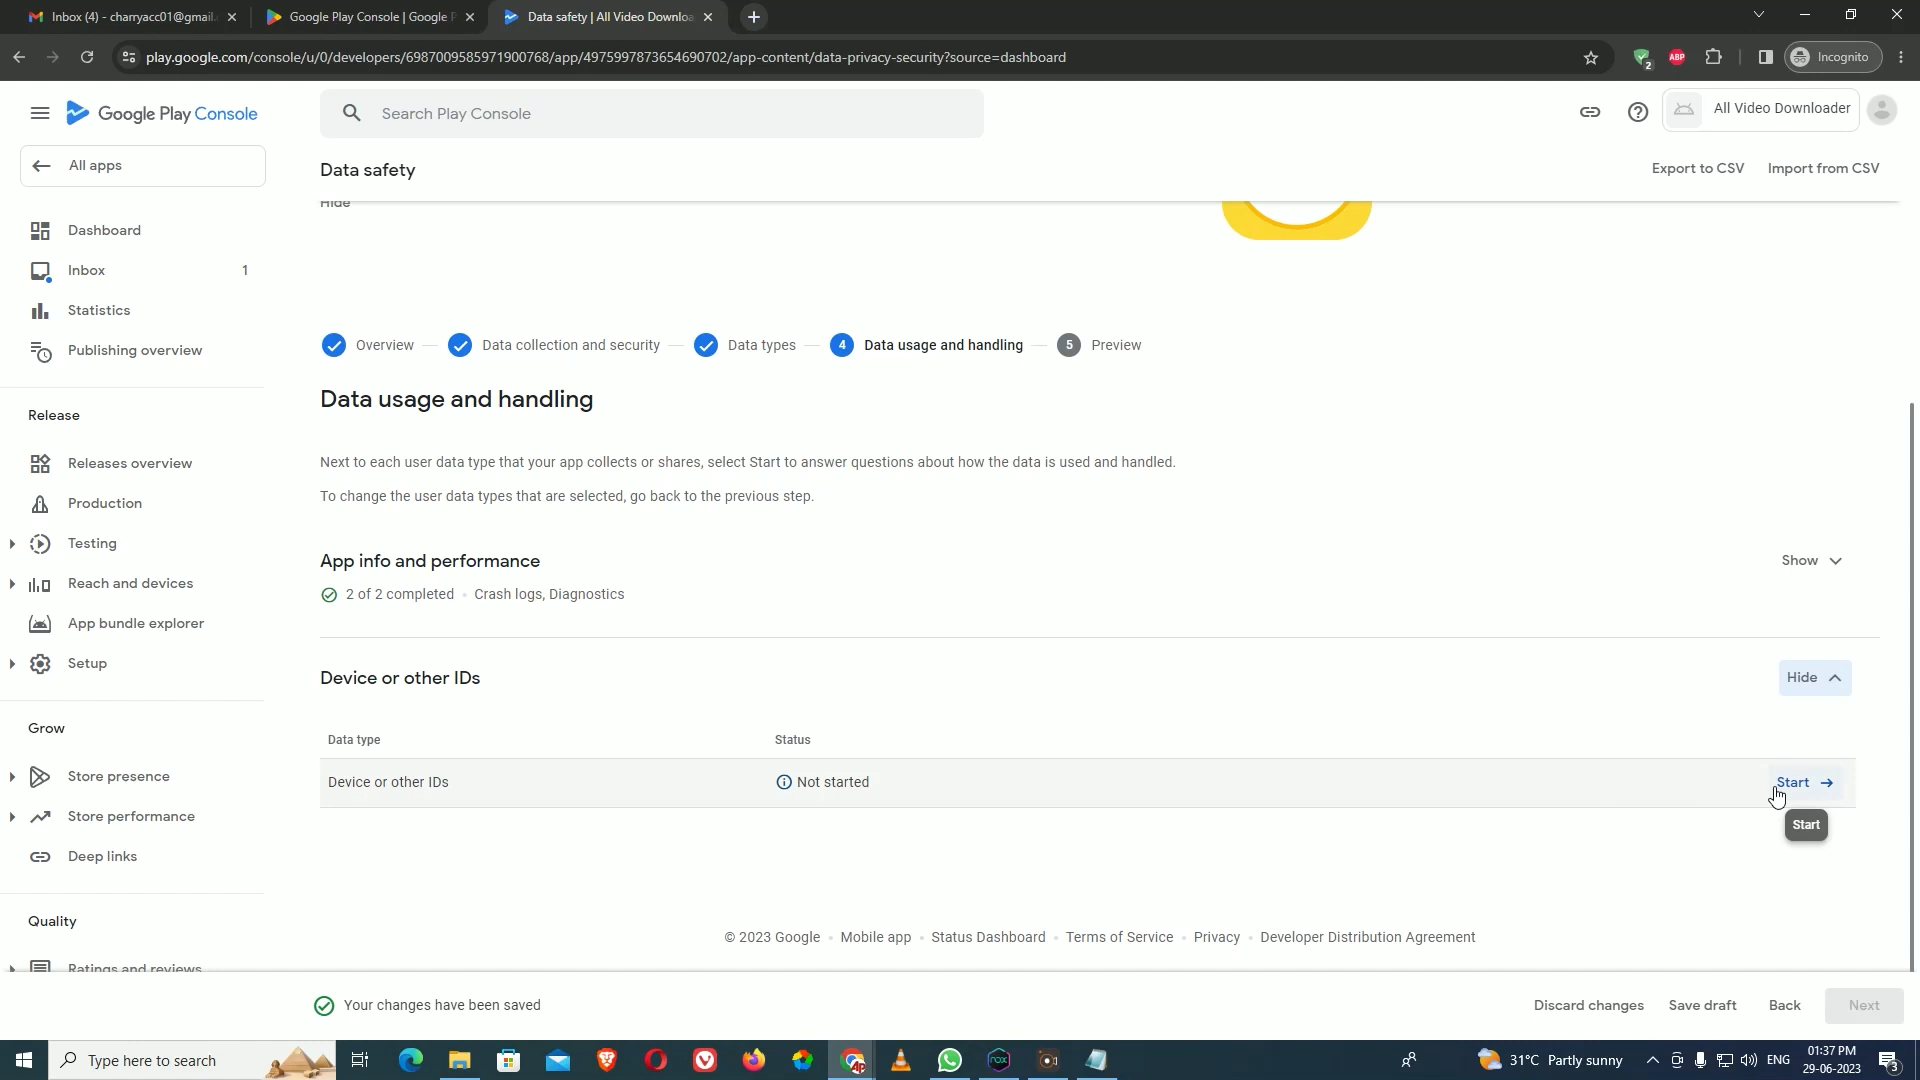 Inbox (4) - charryacc01@gmail.
Google Play Console | Google P
Data safety | All Video Downloa
play.google.com/console/u/0/developers/6987009585971900768/app/4975997873654690702/app-content/data-privacy-security?source=dashboard
2
ABP
Incognito
Google Play Console
Search Play Console
All Video Downloader
All apps
Data safety
Export to CSV
Import from CSV
Hide
Dashboard
Inbox
1
Statistics
Publishing overview
Overview
Data collection and security
Data types
4
Data usage and handling
5
Preview
Data usage and handling
Release
Next to each user data type that your app collects or shares, select Start to answer questions about how the data is used and handled.
Releases overview
To change the user data types that are selected, go back to the previous step.
Production
Testing
App info and performance
Show
Reach and devices
2 of 2 completed • Crash logs, Diagnostics
App bundle explorer
Setup
Device or other IDs
Hide
Grow
Data type
Status
Store presence
Device or other IDs
Not started
Start →
Start
Store performance
Deep links
Quality
© 2023 Google • Mobile app • Status Dashboard • Terms of Service • Privacy • Developer Distribution Agreement
Ratings and reviews
Your changes have been saved
Discard changes
Save draft
Back
Next
Type here to search
31°C Partly sunny
ENG
01:37 PM
29-06-2023
3